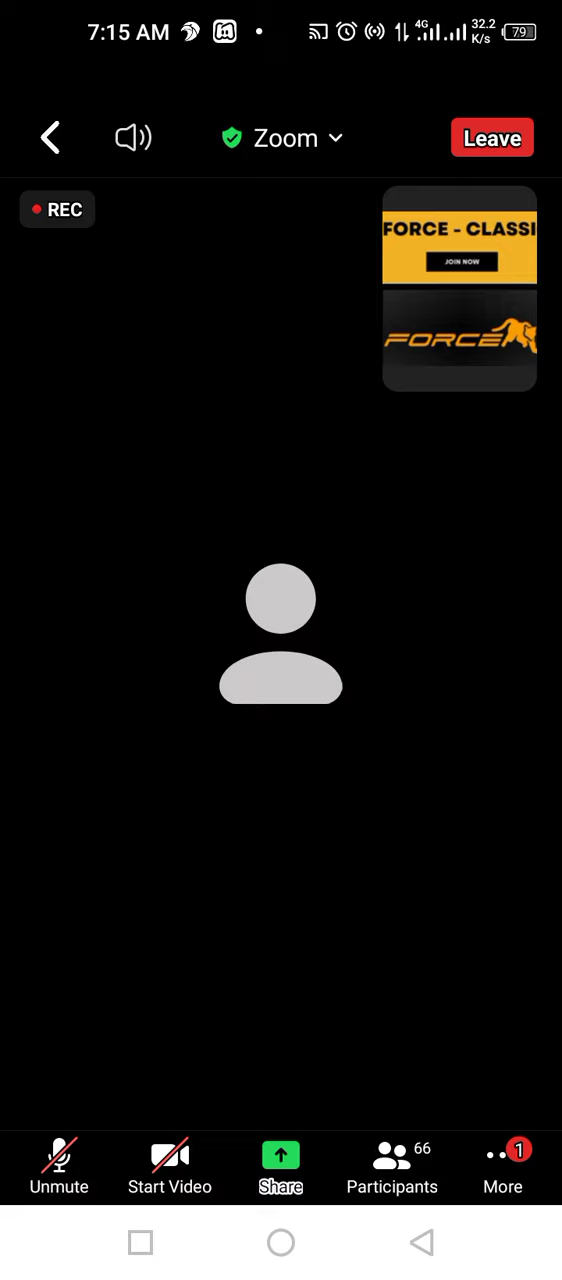 7:15 AM
4G
32.2
K/s
79
Zoom
Leave
REC
FORCE - CLASSI
JOIN NOW
FORCE
Unmute
Start Video
Share
66
Participants
1
More